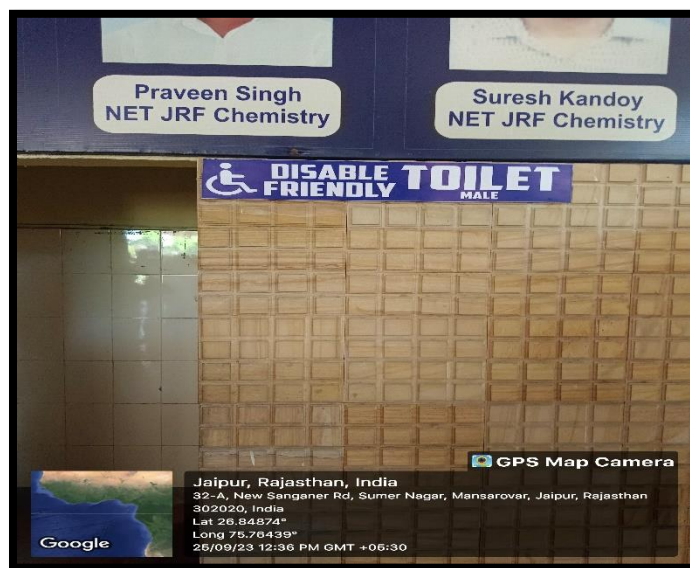 Praveen Singh
NET JRF Chemistry
Suresh Kandoy
NET JRF Chemistry
DISABLE
FRIENDLY
TOILET
MALE
GPS Map Camera
Jaipur, Rajasthan, India
32-A, New Sanganer Rd, Sumer Nagar, Mansarovar, Jaipur, Rajasthan
302020, India
Lat 26.84874°
Long 75.76439°
25/09/23 12:36 PM GMT +05:30
Google